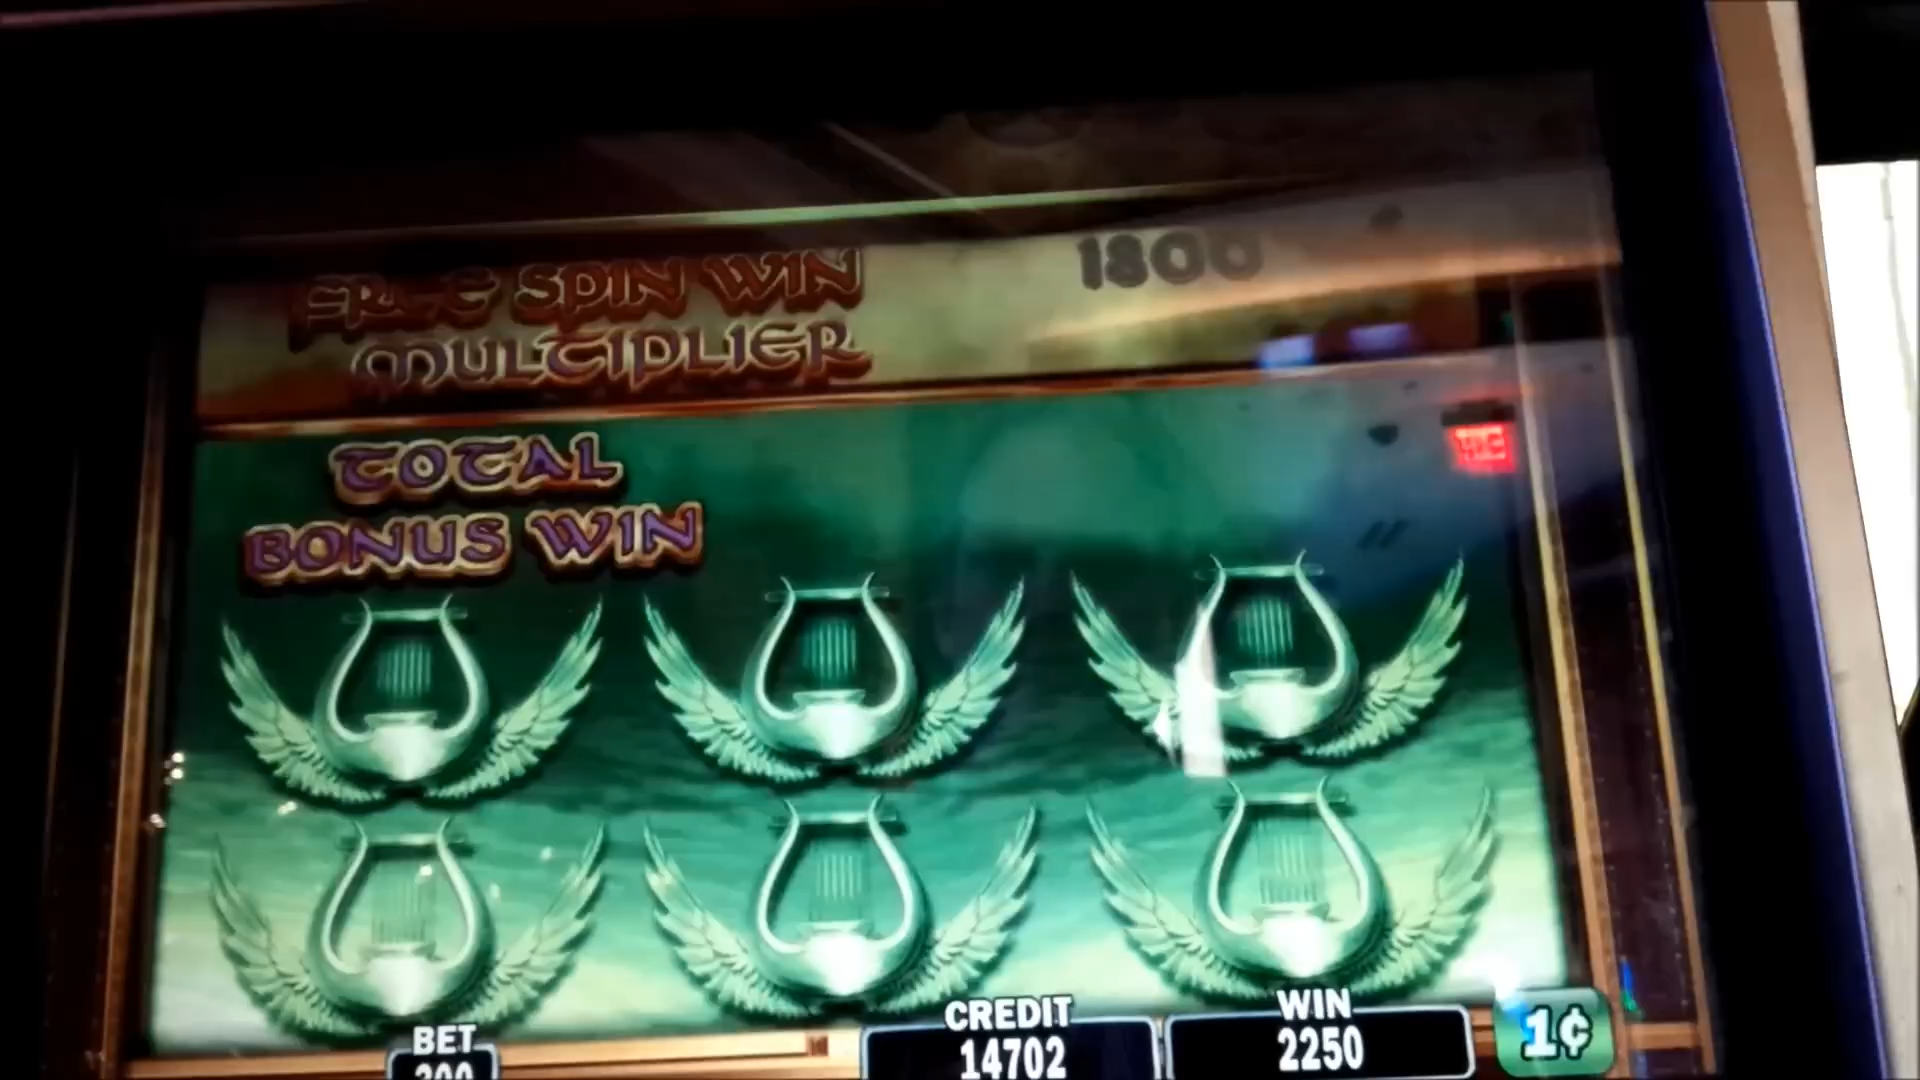 FREE SPIN WIN 1800
MULTIPLIER
TOTAL
BONUS WIN
BET
CREDIT
14702
WIN
2250
1¢